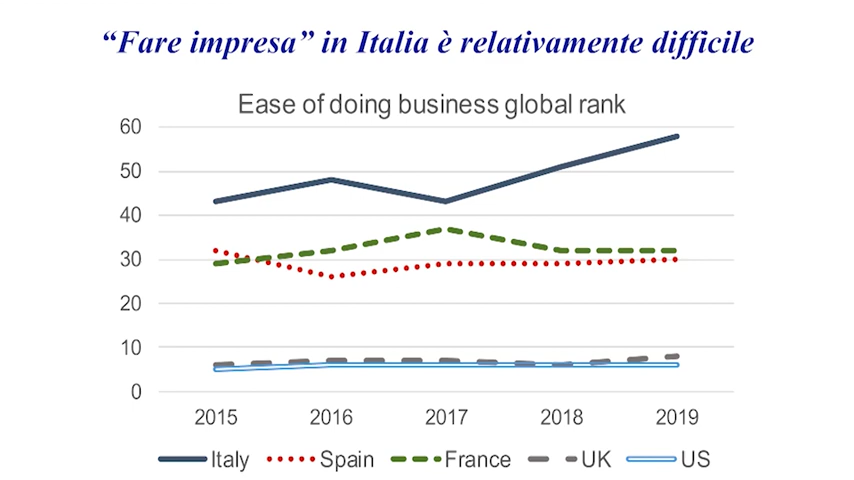 “Fare impresa” in Italia è relativamente difficile
Ease of doing business global rank
60
50
40
30
20
10
0
2015 2016 2017 2018 2019
Italy Spain France UK US